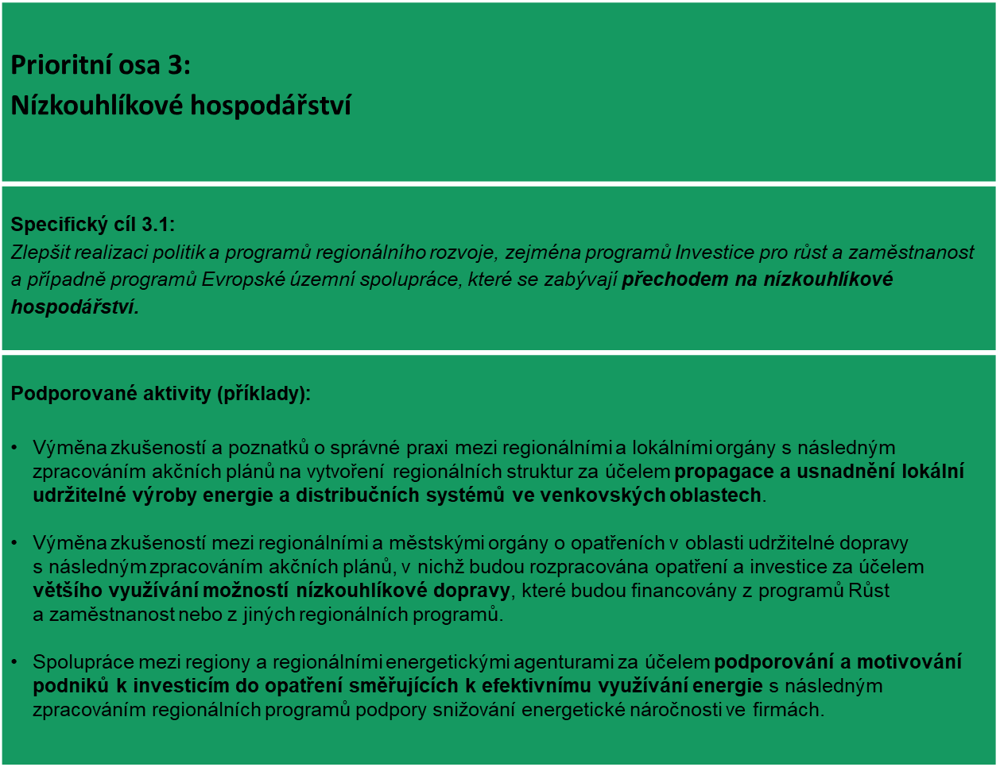 Prioritní osa 3:
Nízkouhlíkové hospodářství
Specifický cíl 3.1:
Zlepšit realizaci politik a programů regionálního rozvoje, zejména programů Investice pro růst a zaměstnanost
a případně programů Evropské územní spolupráce, které se zabývají přechodem na nízkouhlíkové
hospodářství.
Podporované aktivity (příklady):
• Výměna zkušeností a poznatků o správné praxi mezi regionálními a lokálními orgány s následným
zpracováním akčních plánů na vytvoření regionálních struktur za účelem propagace a usnadnění lokální
udržitelné výroby energie a distribučních systémů ve venkovských oblastech.
• Výměna zkušeností mezi regionálními a městskými orgány o opatřeních v oblasti udržitelné dopravy
s následným zpracováním akčních plánů, v nichž budou rozpracována opatření a investice za účelem
většího využívání možností nízkouhlíkové dopravy, které budou financovány z programů Růst
a zaměstnanost nebo z jiných regionálních programů.
• Spolupráce mezi regiony a regionálními energetickými agenturami za účelem podporování a motivování
podniků k investicím do opatření směřujících k efektivnímu využívání energie s následným
zpracováním regionálních programů podpory snižování energetické náročnosti ve firmách.